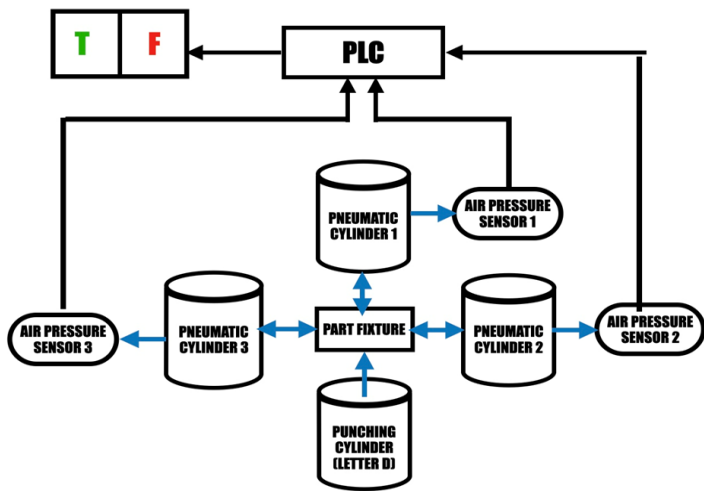 T F
PLC
PNEUMATIC
CYLINDER 1
AIR PRESSURE
SENSOR 1
AIR PRESSURE
SENSOR 3
PNEUMATIC
CYLINDER 3
PART FIXTURE
PNEUMATIC
CYLINDER 2
AIR PRESSURE
SENSOR 2
PUNCHING
CYLINDER
(LETTER D)